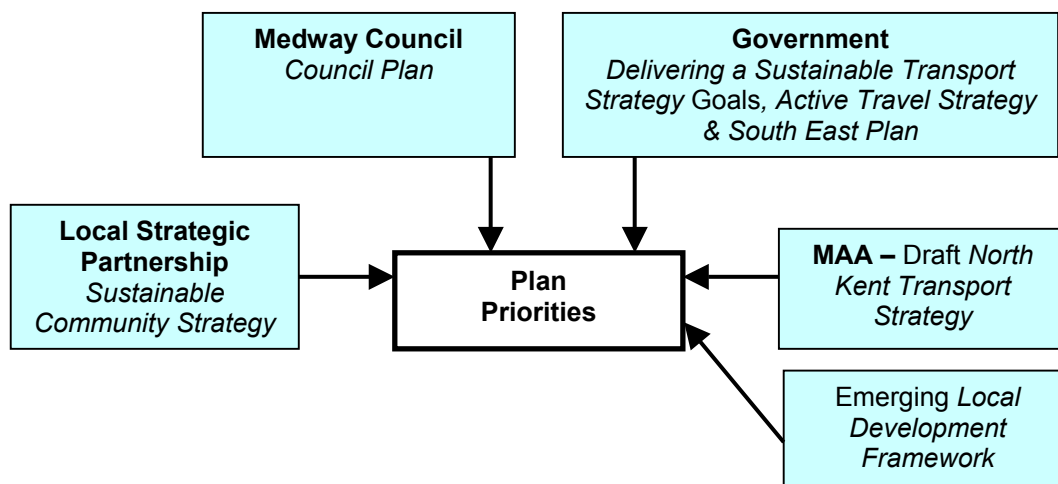 Medway Council
Council Plan
Government
Delivering a Sustainable Transport
Strategy Goals, Active Travel Strategy
& South East Plan
Local Strategic
Partnership
Sustainable
Community Strategy
Plan
Priorities
MAA – Draft North
Kent Transport
Strategy
Emerging Local
Development
Framework